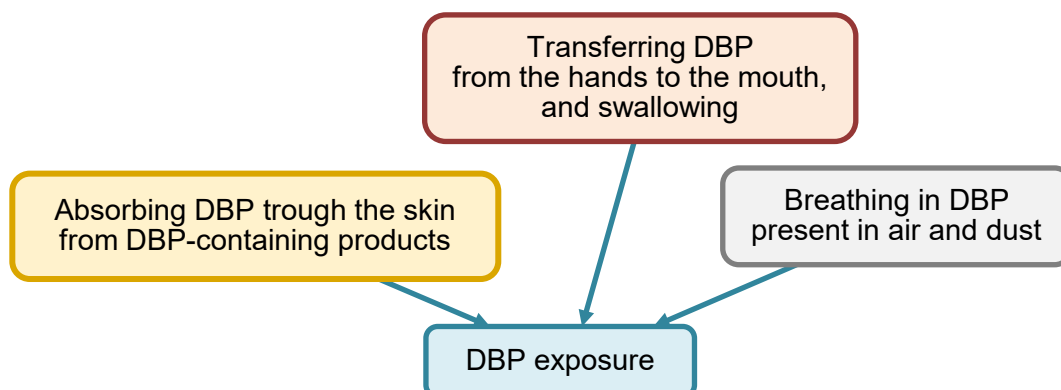 Transferring DBP
from the hands to the mouth,
and swallowing
Absorbing DBP trough the skin
from DBP-containing products
Breathing in DBP
present in air and dust
DBP exposure